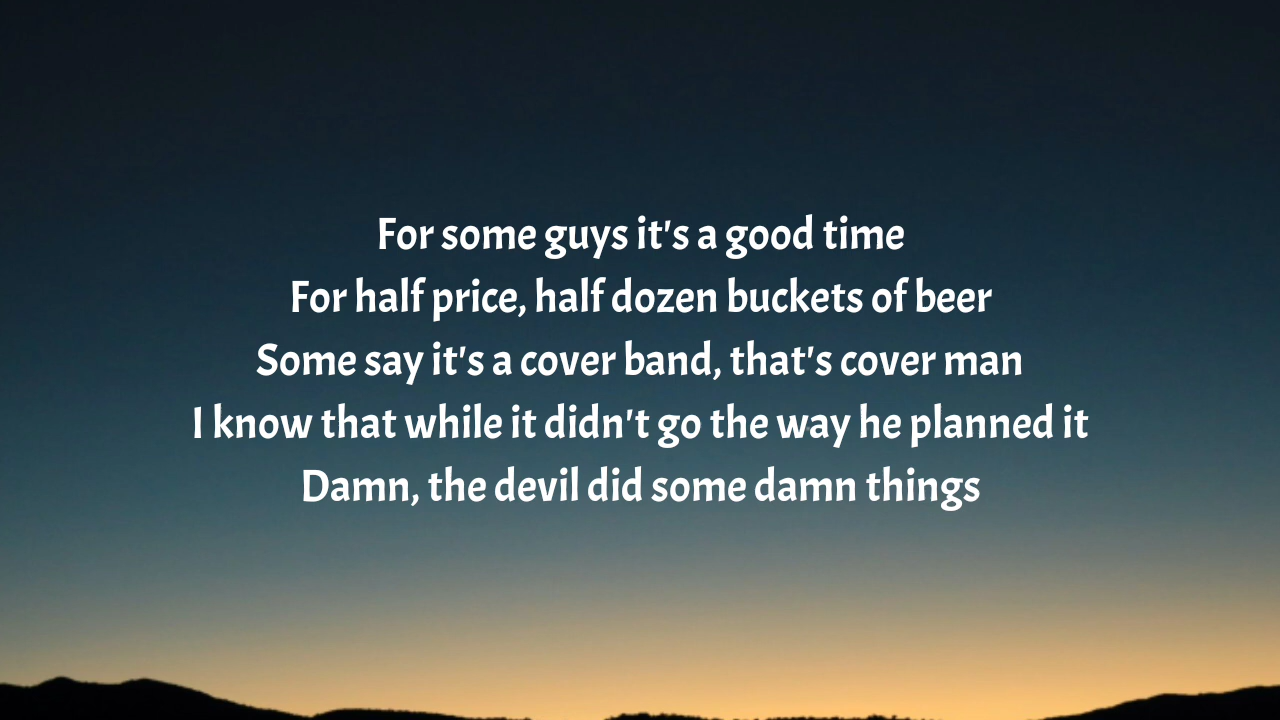 For some guys it's a good time
For half price, half dozen buckets of beer
Some say it's a cover band, that's cover man
I know that while it didn't go the way he planned it
Damn, the devil did some damn things